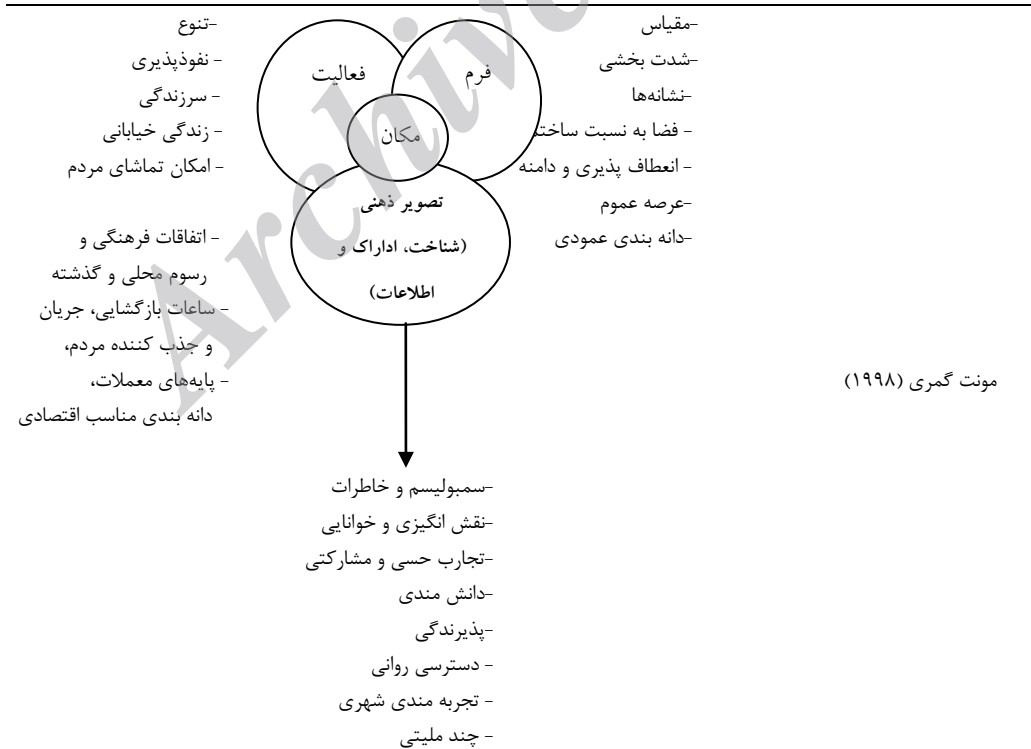 -مقیاس
-شدت بخشی
-نشانه‌ها
- فضا به نسبت
- انعطاف پذیری و دامنه
-عرصه عموم
-دانه بندی عمودی
فرم
فعالیت
مکان
تصویر ذهنی
(شناخت، اداراک و
اطلاعات)
-تنوع
- نفوذپذیری
- سرزندگی
- زندگی خیابانی
- امکان تماشای مردم
- اتفاقات فرهنگی و
رسوم محلی و گذشته
- ساعات بازگشایی، جریان
و جذب کننده مردم،
- پایه‌های معملات،
دانه بندی مناسب اقتصادی
مونت گمری (۱۹۹۸)
-سمبولیسم و خاطرات
-نقش انگیزی و خوانایی
-تجارب حسی و مشارکتی
-دانش مندی
-پذیرندگی
- دسترسی روانی
- تجربه مندی شهری
- چند ملیتی
Archive